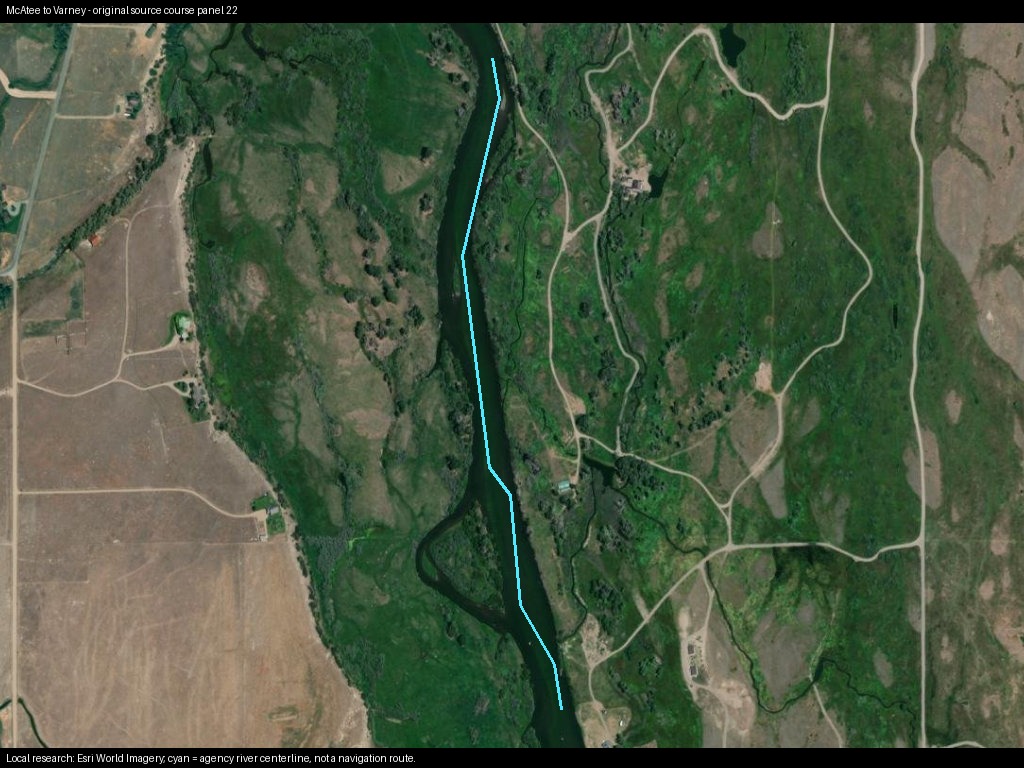 McAtee to Varney - original source course panel 22
Local research: Esri World Imagery; cyan = agency river centerline, not a navigation route.